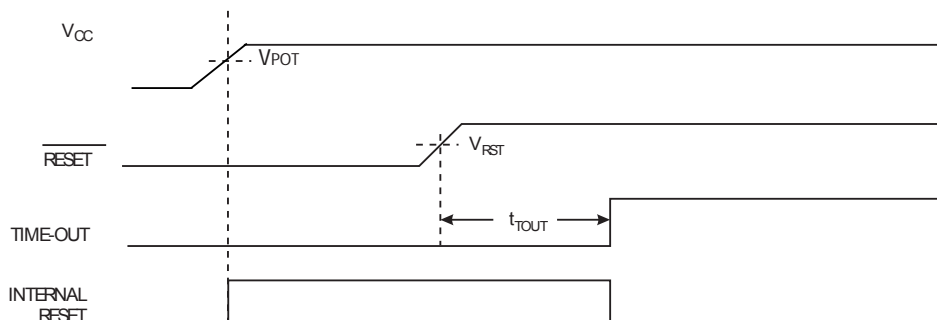 VCC
VPOT
RESET
VRST
tTOUT
TIME-OUT
INTERNAL
RESET